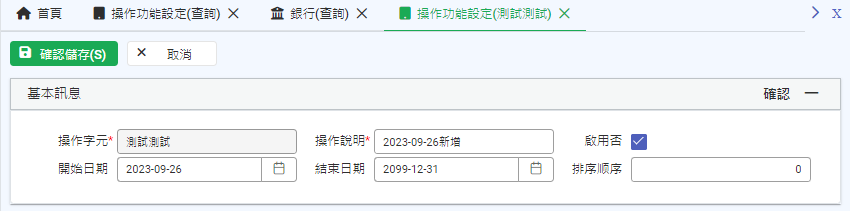 首頁 操作功能設定(查詢) 銀行(查詢) 操作功能設定(測試測試) X
確認儲存(S) 取消
基本訊息 確認
操作字元* 測試測試 操作說明* 2023-09-26新增 啟用否
開始日期 2023-09-26 結束日期 2099-12-31 排序順序 0